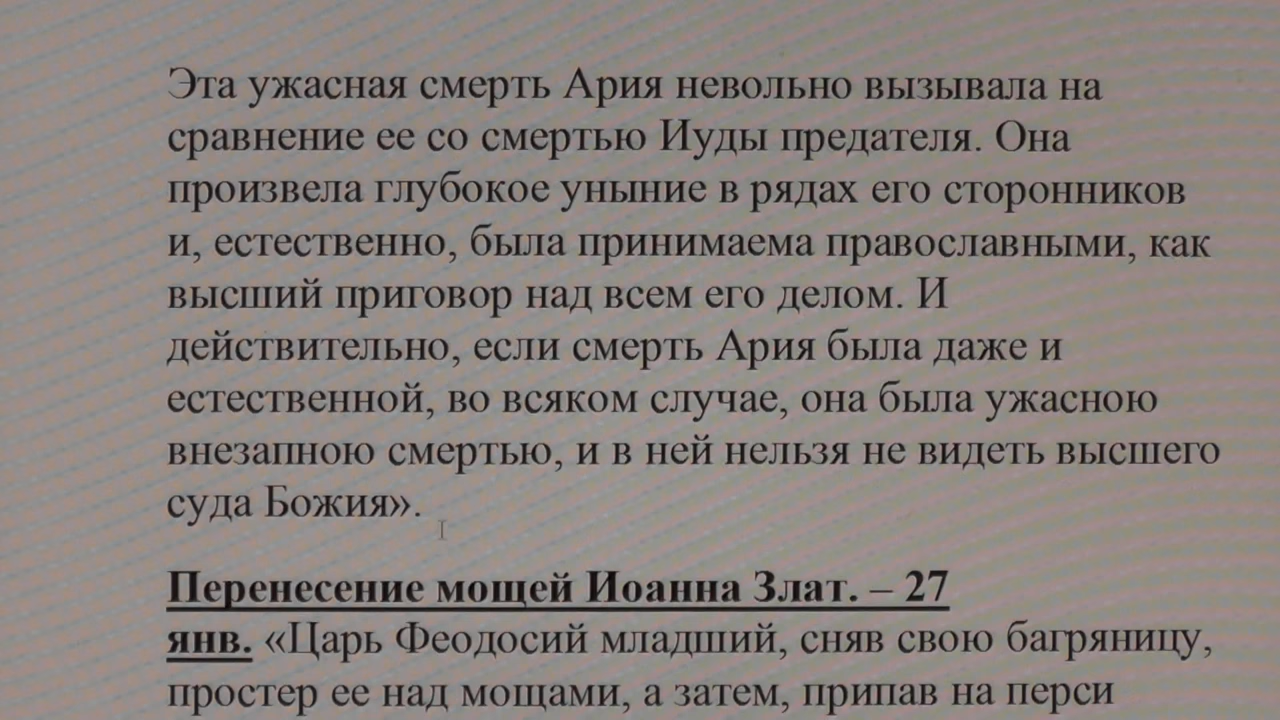 Эта ужасная смерть Ария невольно вызывала на
сравнение ее со смертью Иуды предателя. Она
произвела глубокое уныние в рядах его сторонников
и, естественно, была принимаема православными, как
высший приговор над всем его делом. И
действительно, если смерть Ария была даже и
естественной, во всяком случае, она была ужасною
внезапною смертью, и в ней нельзя не видеть высшего
суда Божия».
Перенесение мощей Иоанна Злат. – 27
янв. «Царь Феодосий младший, сняв свою багряницу,
простер ее над мощами, а затем, припав на перси